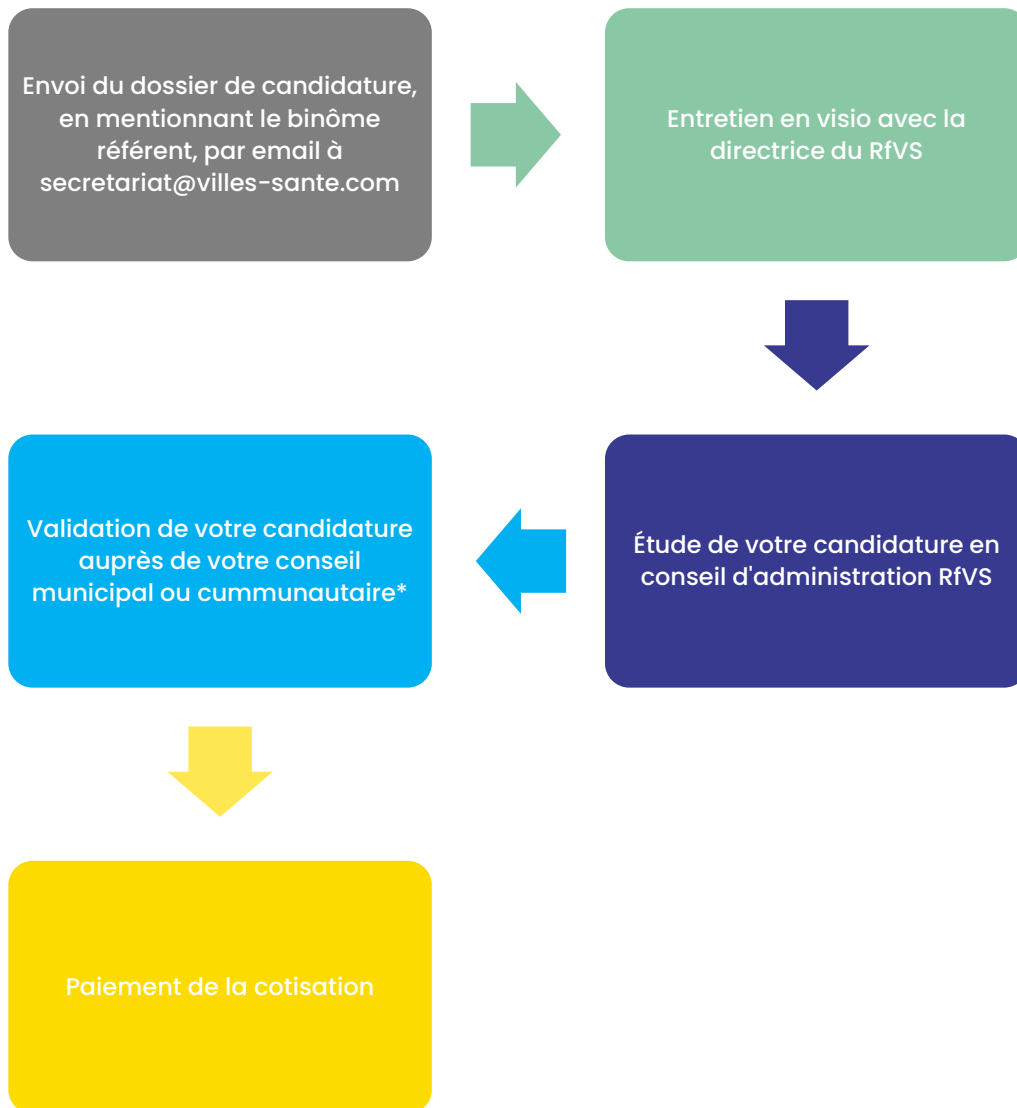 Envoi du dossier de candidature,
en mentionnant le binôme
référent, par email à
secretariat@villes-sante.com
Entretien en visio avec la
directrice du RfVS
Étude de votre candidature en
conseil d'administration RfVS
Validation de votre candidature
auprès de votre conseil
municipal ou cummunautaire*
Paiement de la cotisation